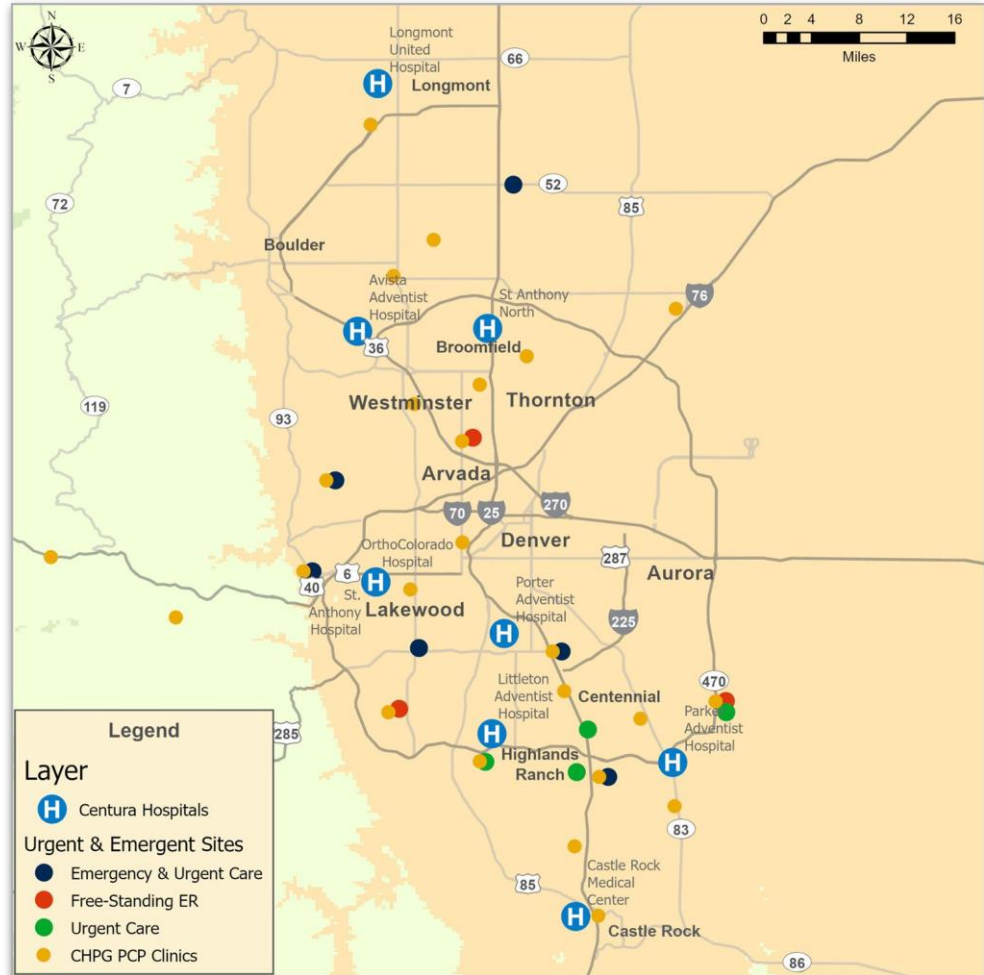 N
W
E
S
0 2 4 8 12 16
Miles
Longmont
United
Hospital
Longmont
66
7
52
72
85
Boulder
Avista
Adventist
Hospital
St Anthony
North
76
36
Broomfield
119
93
Westminster
Thornton
Arvada
70
25
270
OrthoColorado
Hospital
Denver
287
6
40
Aurora
St.
Anthony
Hospital
Lakewood
Porter
Adventist
Hospital
225
470
Littleton
Adventist
Hospital
Centennial
Parker
Adventist
Hospital
285
Highlands
Ranch
83
85
Castle Rock
Medical
Center
Castle Rock
86
H
H
H
H
H
H
H
H
Legend
Layer
H Centura Hospitals
Urgent & Emergent Sites
Emergency & Urgent Care
Free-Standing ER
Urgent Care
CHPG PCP Clinics